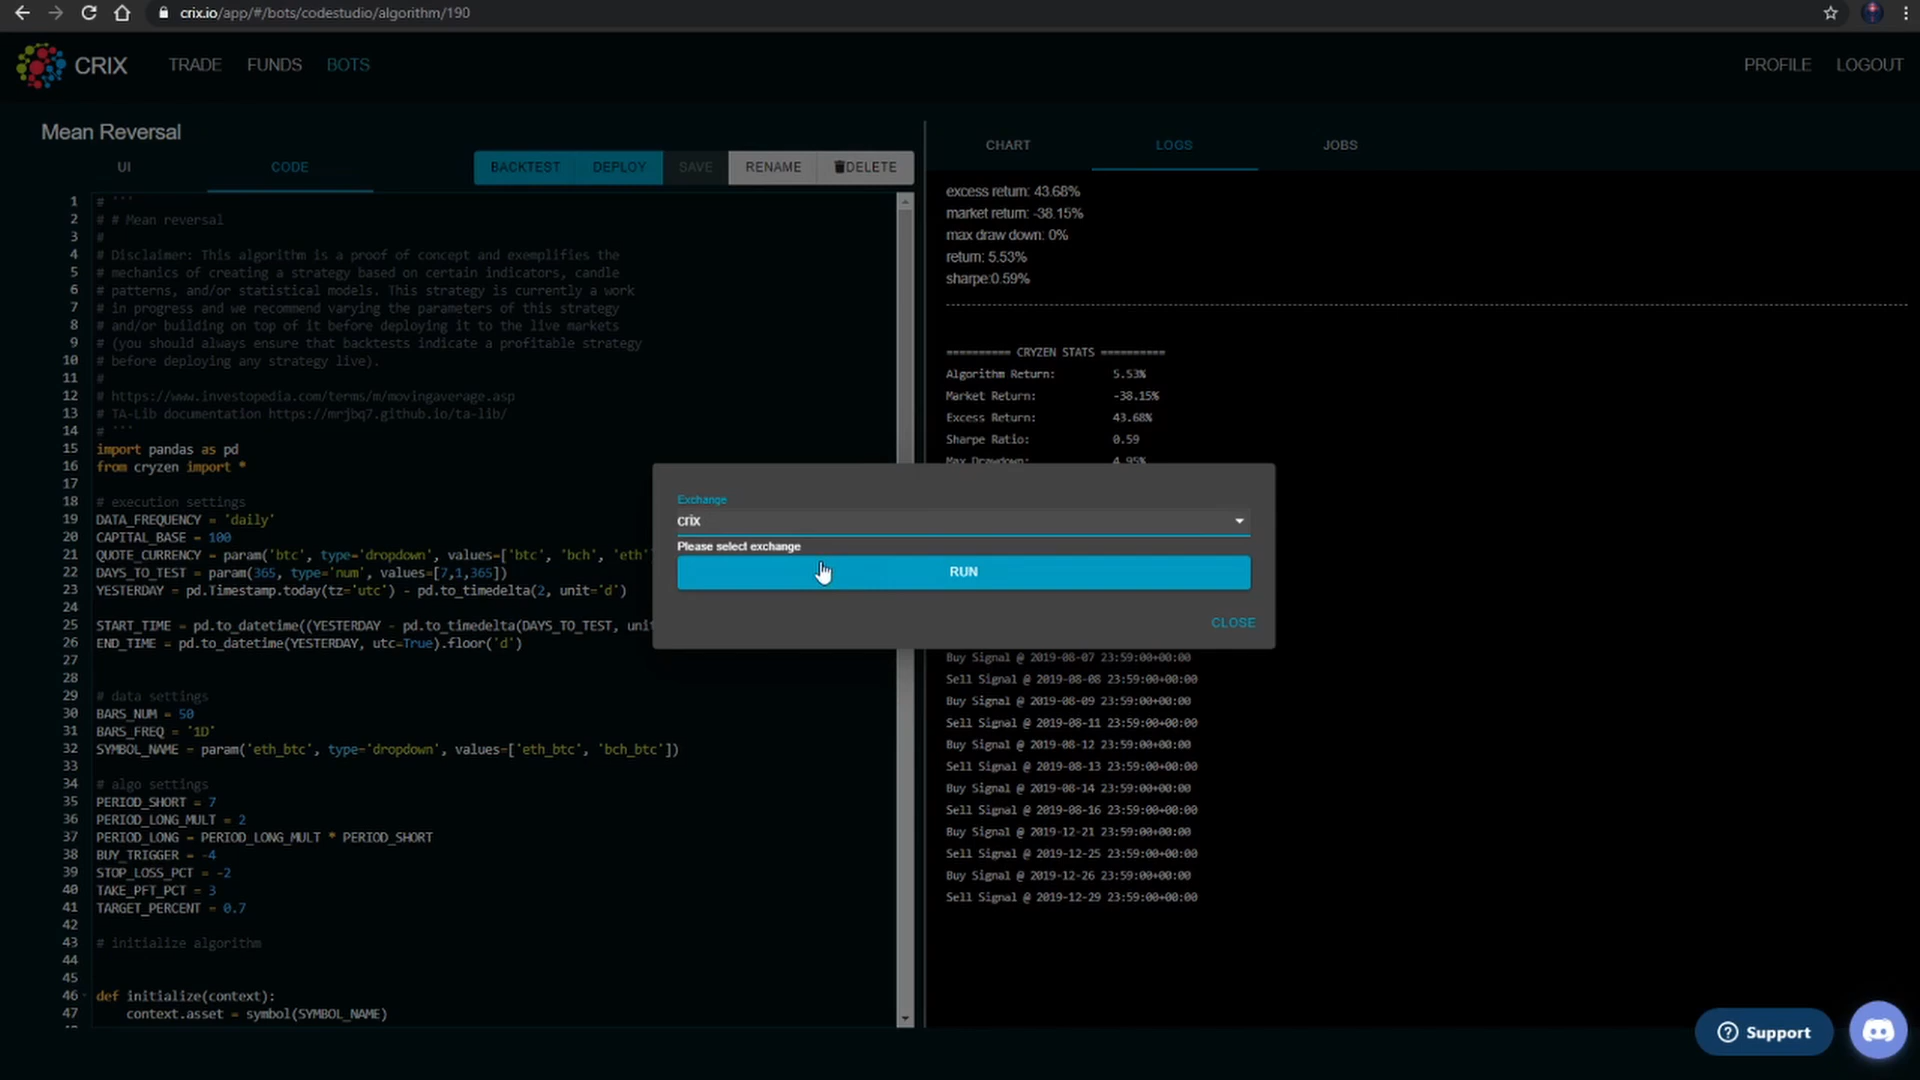 crix.io/app/#/bots/codestudio/algorithm/190
CRIX TRADE FUNDS BOTS PROFILE LOGOUT
Mean Reversal
UI CODE BACKTEST DEPLOY SAVE RENAME DELETE
1 # ```
2 # # Mean reversal
3 #
4 # Disclaimer: This algorithm is a proof of concept and exemplifies the
5 # mechanics of creating a strategy based on certain indicators, candle
6 # patterns, and/or statistical models. This strategy is currently a work
7 # in progress and we recommend varying the parameters of this strategy
8 # and/or building on top of it before deploying it to the live markets
9 # (you should always ensure that backtests indicate a profitable strategy
10 # before deploying any strategy live).
11 #
12 # https://www.investopedia.com/terms/m/movingaverage.asp
13 # TA-Lib documentation https://mrjbq7.github.io/ta-lib/
14 # ```
15 import pandas as pd
16 from cryzen import *
17
18 # execution settings
19 DATA_FREQUENCY = 'daily'
20 CAPITAL_BASE = 100
21 QUOTE_CURRENCY = param('btc', type='dropdown', values=['btc', 'bch', 'eth'
22 DAYS_TO_TEST = param(365, type='num', values=[7,1,365])
23 YESTERDAY = pd.Timestamp.today(tz='utc') - pd.to_timedelta(2, unit='d')
24
25 START_TIME = pd.to_datetime((YESTERDAY - pd.to_timedelta(DAYS_TO_TEST, uni
26 END_TIME = pd.to_datetime(YESTERDAY, utc=True).floor('d')
27
28
29 # data settings
30 BARS_NUM = 50
31 BARS_FREQ = '1D'
32 SYMBOL_NAME = param('eth_btc', type='dropdown', values=['eth_btc', 'bch_btc'])
33
34 # algo settings
35 PERIOD_SHORT = 7
36 PERIOD_LONG_MULT = 2
37 PERIOD_LONG = PERIOD_LONG_MULT * PERIOD_SHORT
38 BUY_TRIGGER = -4
39 STOP_LOSS_PCT = -2
40 TAKE_PFT_PCT = 3
41 TARGET_PERCENT = 0.7
42
43 # initialize algorithm
44
45
46 def initialize(context):
47 context.asset = symbol(SYMBOL_NAME)
CHART LOGS JOBS
excess return: 43.68%
market return: -38.15%
max draw down: 0%
return: 5.53%
sharpe:0.59%
========== CRYZEN STATS ==========
Algorithm Return: 5.53%
Market Return: -38.15%
Excess Return: 43.68%
Sharpe Ratio: 0.59
Max Drawdown: 4.95%
Exchange
crix
Please select exchange
RUN
CLOSE
Buy Signal @ 2019-08-07 23:59:00+00:00
Sell Signal @ 2019-08-08 23:59:00+00:00
Buy Signal @ 2019-08-09 23:59:00+00:00
Sell Signal @ 2019-08-11 23:59:00+00:00
Buy Signal @ 2019-08-12 23:59:00+00:00
Sell Signal @ 2019-08-13 23:59:00+00:00
Buy Signal @ 2019-08-14 23:59:00+00:00
Sell Signal @ 2019-08-16 23:59:00+00:00
Buy Signal @ 2019-12-21 23:59:00+00:00
Sell Signal @ 2019-12-25 23:59:00+00:00
Buy Signal @ 2019-12-26 23:59:00+00:00
Sell Signal @ 2019-12-29 23:59:00+00:00
Support